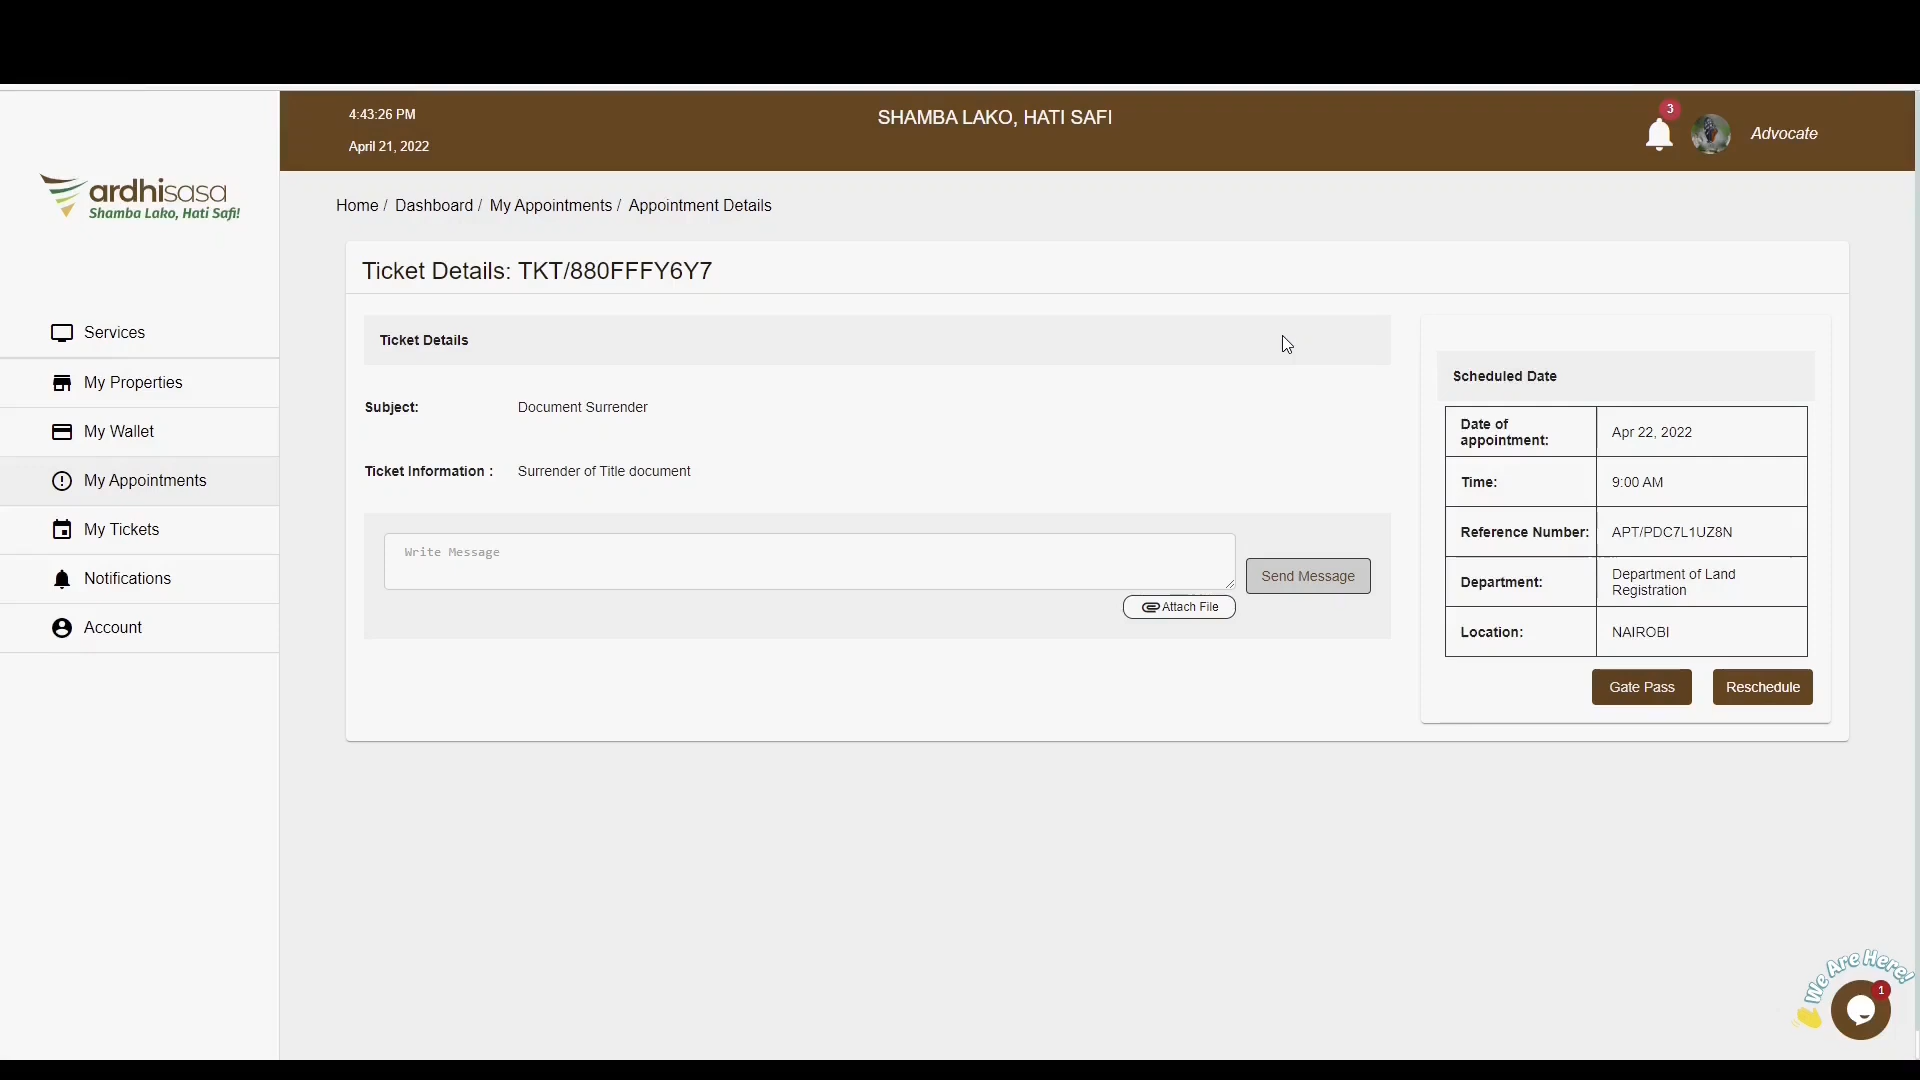 4:43:26 PM
SHAMBA LAKO, HATI SAFI
3
Advocate
April 21, 2022
ardhisasa
Shamba Lako, Hati Safi!
Services
My Properties
My Wallet
My Appointments
My Tickets
Notifications
Account
Home / Dashboard / My Appointments / Appointment Details
Ticket Details: TKT/880FFFY6Y7
Ticket Details
Subject: Document Surrender
Ticket Information : Surrender of Title document
Write Message
Send Message
Attach File
Scheduled Date
Date of
appointment: Apr 22, 2022
Time: 9:00 AM
Reference Number: APT/PDC7L1UZ8N
Department: Department of Land
Registration
Location: NAIROBI
Gate Pass Reschedule
We Are Here!
1